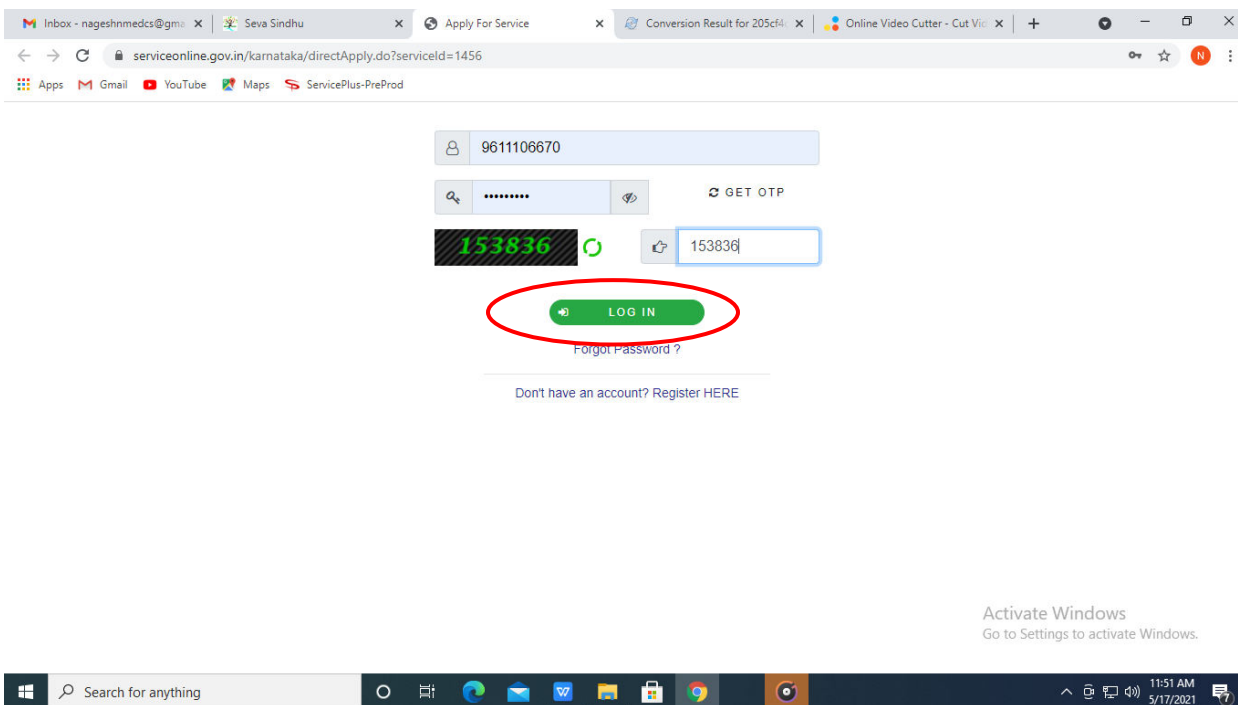 Inbox - nageshnmedcs@gma
Seva Sindhu
Apply For Service
Conversion Result for 205cf4
Online Video Cutter - Cut Vid
serviceonline.gov.in/karnataka/directApply.do?serviceId=1456
N
Apps Gmail YouTube Maps ServicePlus-PreProd
9611106670
•••••••••
GET OTP
153836
153836
LOG IN
Forgot Password ?
Don't have an account? Register HERE
Activate Windows
Go to Settings to activate Windows.
Search for anything
11:51 AM
5/17/2021
7